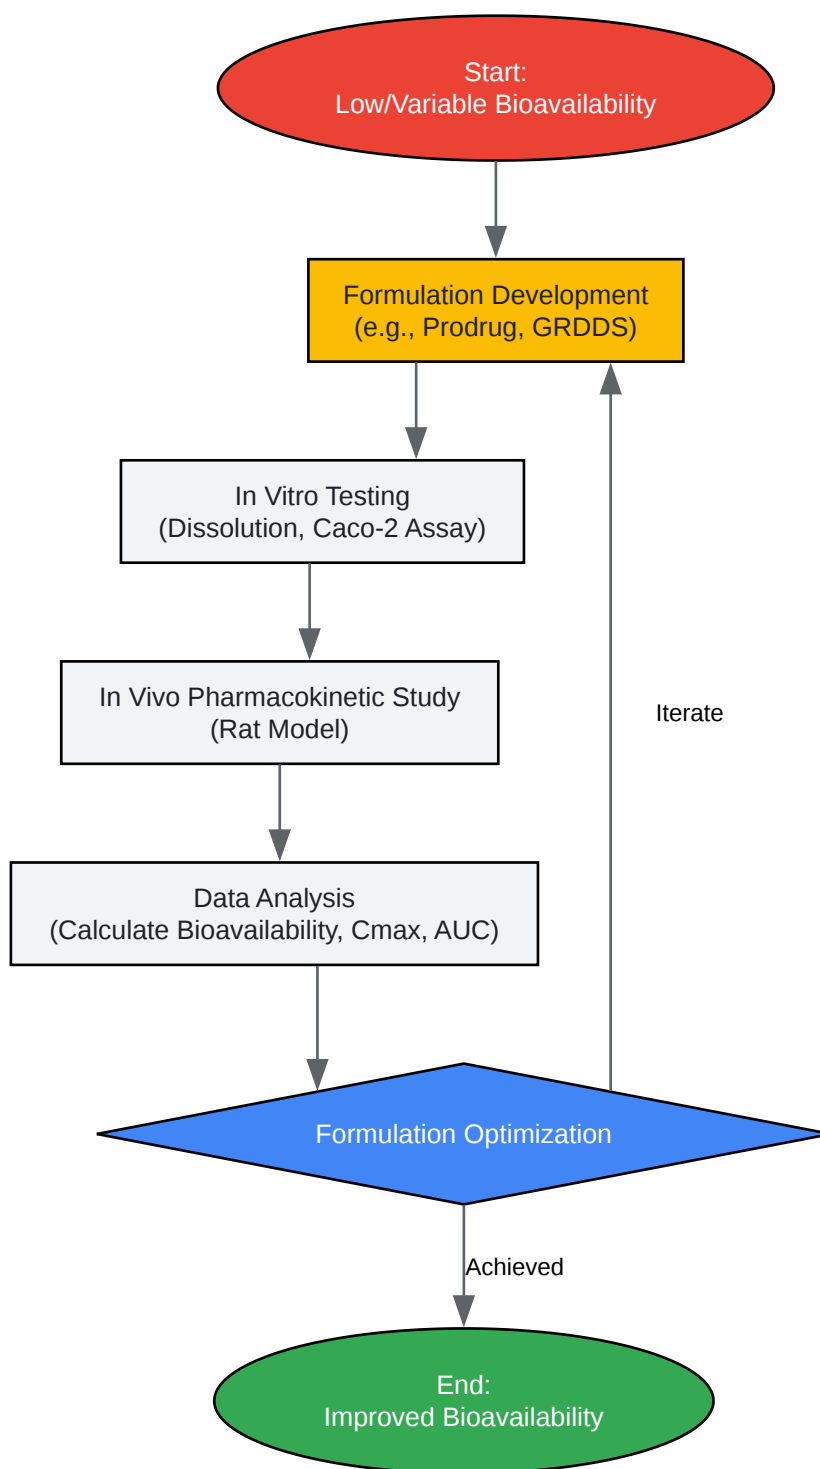 Start:
Low/Variable Bioavailability
Formulation Development
(e.g., Prodrug, GRDDS)
In Vitro Testing
(Dissolution, Caco-2 Assay)
In Vivo Pharmacokinetic Study
(Rat Model)
Iterate
Data Analysis
(Calculate Bioavailability, Cmax, AUC)
Formulation Optimization
Achieved
End:
Improved Bioavailability